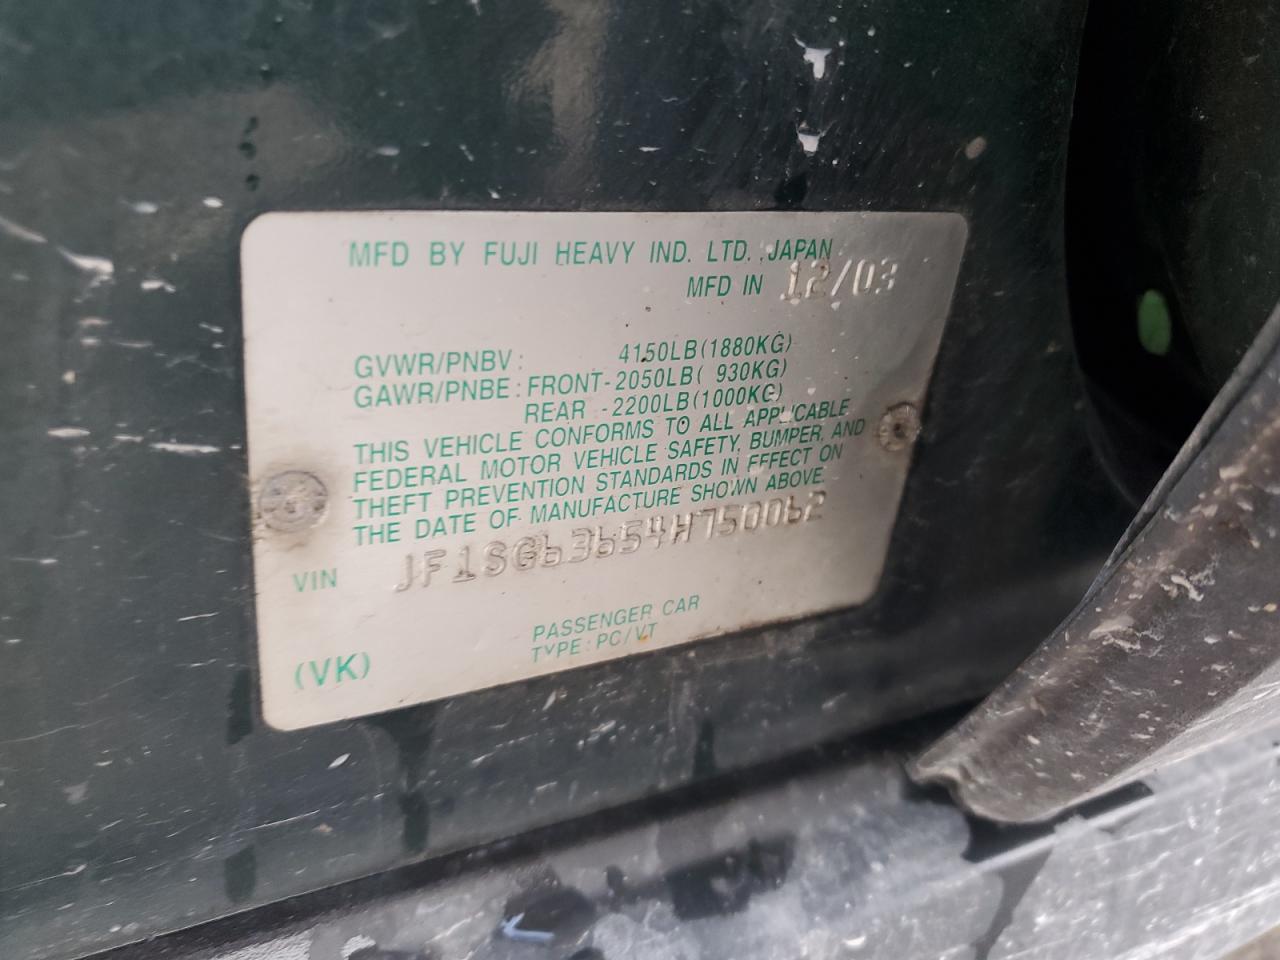 MFD BY FUJI HEAVY IND. LTD. JAPAN
MFD IN 12/03
GVWR/PNBV: 4150LB(1880KG)
GAWR/PNBE: FRONT-2050LB( 930KG)
REAR -2200LB(1000KG)
THIS VEHICLE CONFORMS TO ALL APPLICABLE
FEDERAL MOTOR VEHICLE SAFETY, BUMPER, AND
THEFT PREVENTION STANDARDS IN EFFECT ON
THE DATE OF MANUFACTURE SHOWN ABOVE.
VIN JF1SG63654H750062
PASSENGER CAR
TYPE: PC/VT
(VK)